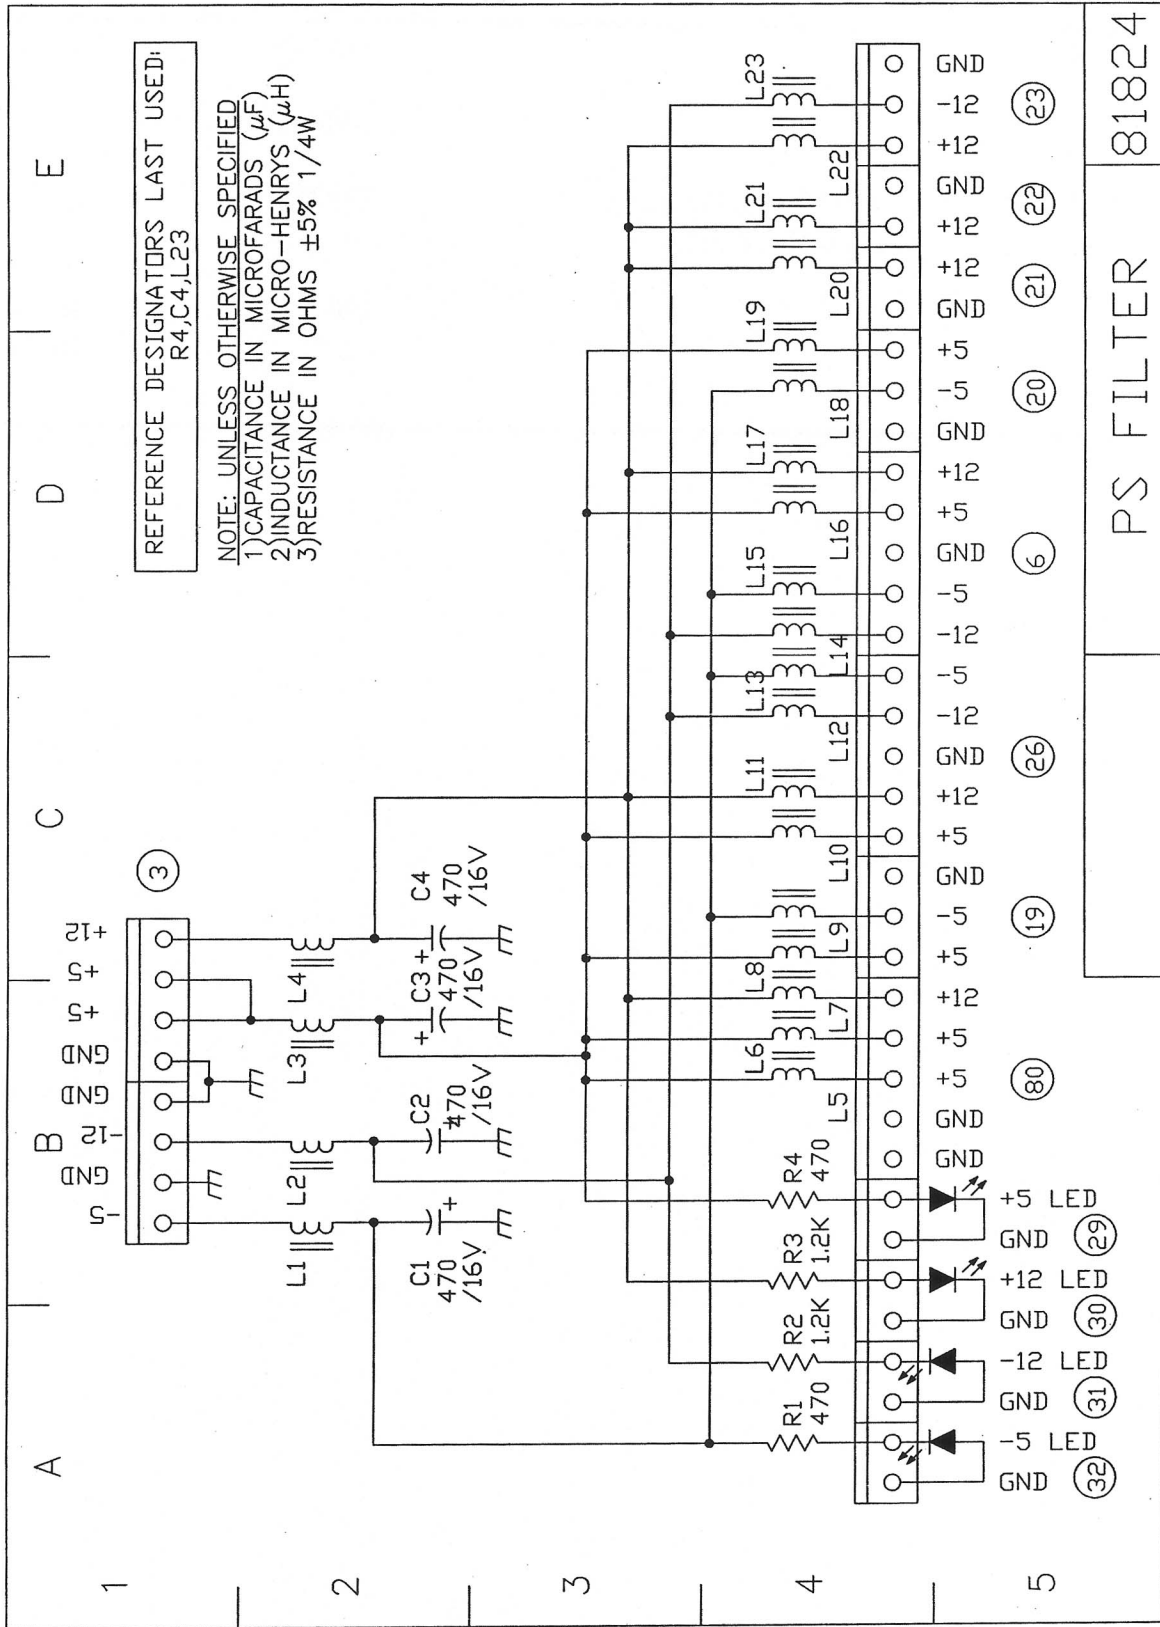 A B C D E
1
2
3
4
5
REFERENCE DESIGNATORS LAST USED:
R4,C4,L23
NOTE: UNLESS OTHERWISE SPECIFIED
1)CAPACITANCE IN MICROFARADS (µF)
2)INDUCTANCE IN MICRO-HENRYS (µH)
3)RESISTANCE IN OHMS ±5% 1/4W
-5 GND -12 GND GND +5 +5 +12
3
L1 L2 L3 L4
C1
470
/16V
+
C2
470
/16V
+
C3
470
/16V
+
C4
470
/16V
+
R1
470
R2
1.2K
R3
1.2K
R4
470
L6 L8 L11 L13 L15 L17 L19 L21 L23
L5 L7 L9 L10 L12 L14 L16 L18 L20 L22
GND -5 LED GND -12 LED GND +12 LED GND +5 LED GND GND +5 +5 +12 +5 -5 GND +5 +12 GND -12 -5 -12 -5 GND +5 +12 GND -5 +5 GND +12 +12 GND +12 -12 GND
32 31 30 29 80 19 26 6 20 21 22 23
PS FILTER 81824